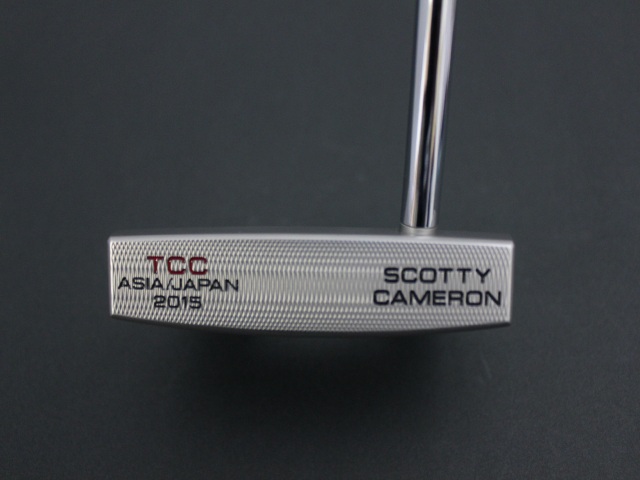 TCC
ASIA/JAPAN
2015
SCOTTY
CAMERON